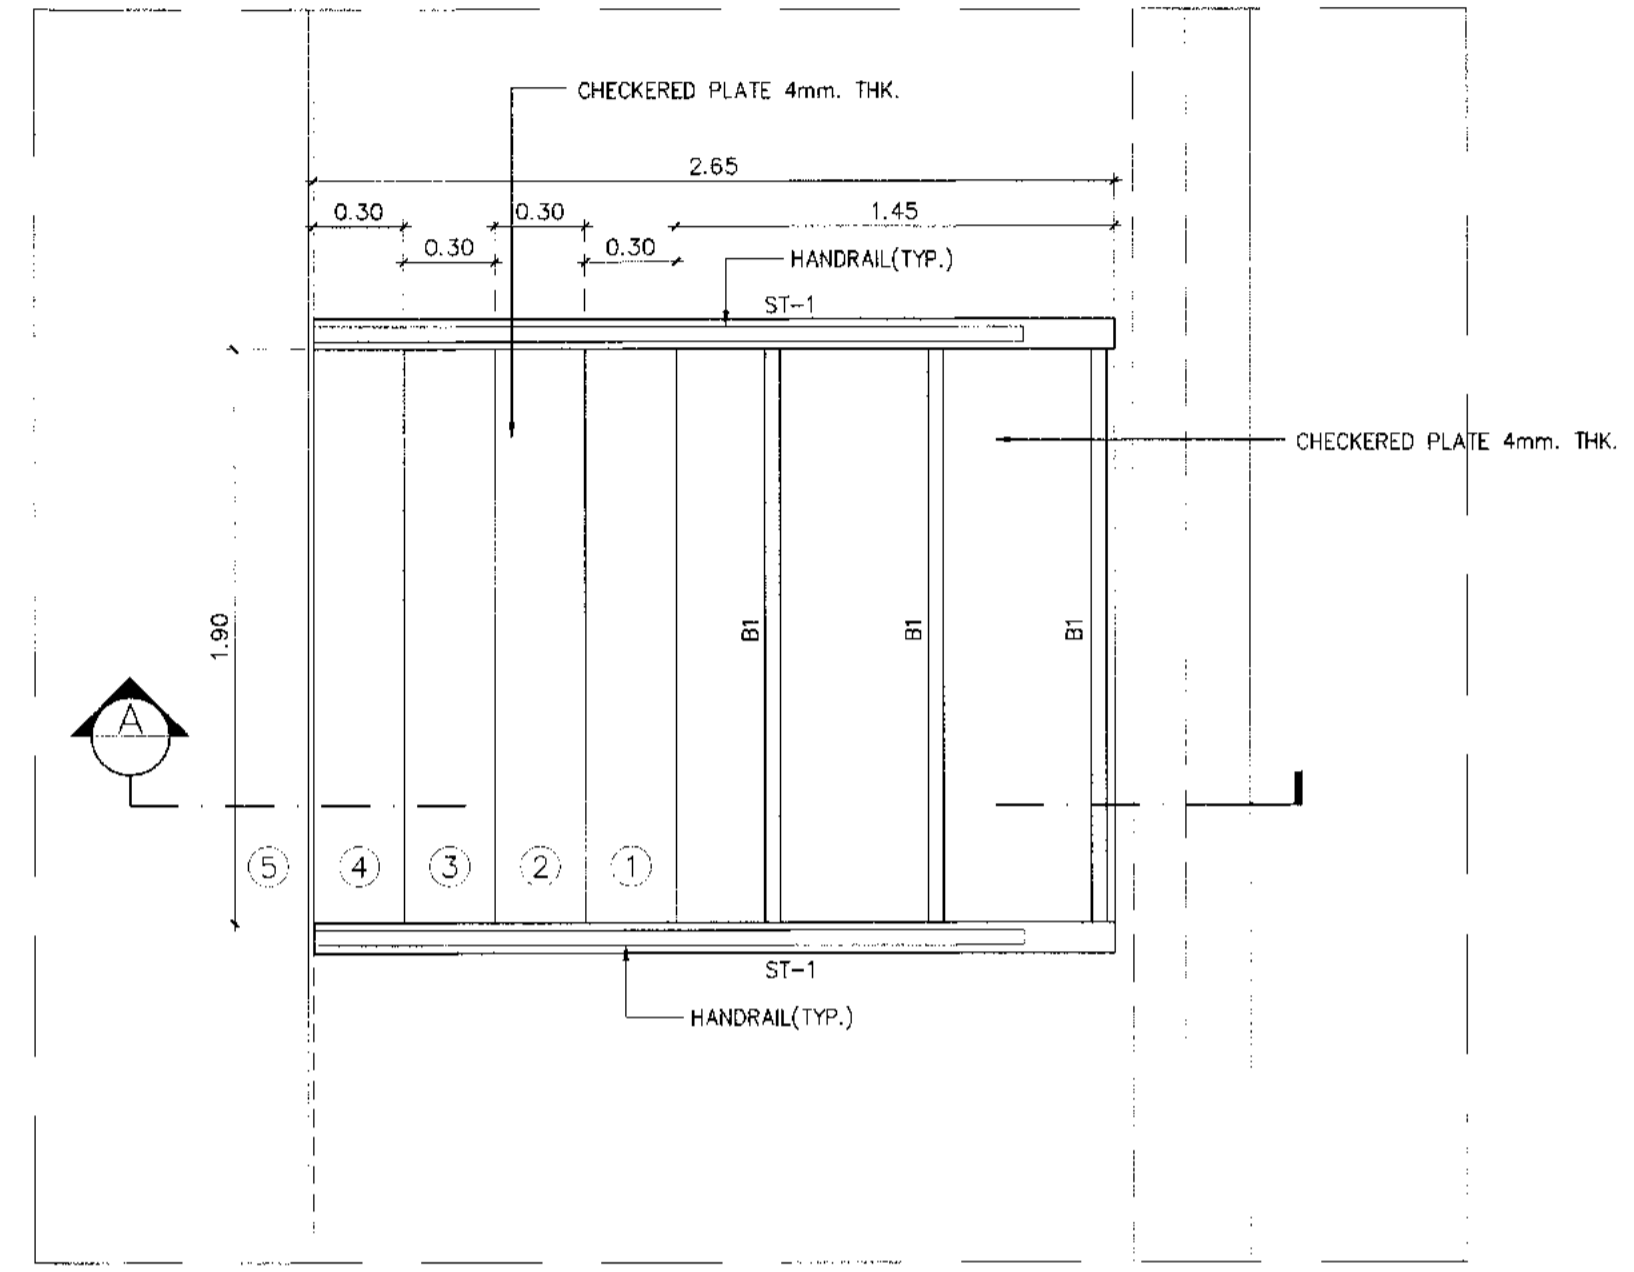 CHECKERED PLATE 4mm. THK.
2.65
0.30
0.30
1.45
0.30
0.30
HANDRAIL(TYP.)
ST-1
CHECKERED PLATE 4mm. THK.
1.90
B1
B1
B1
A
5
4
3
2
1
ST-1
HANDRAIL(TYP.)